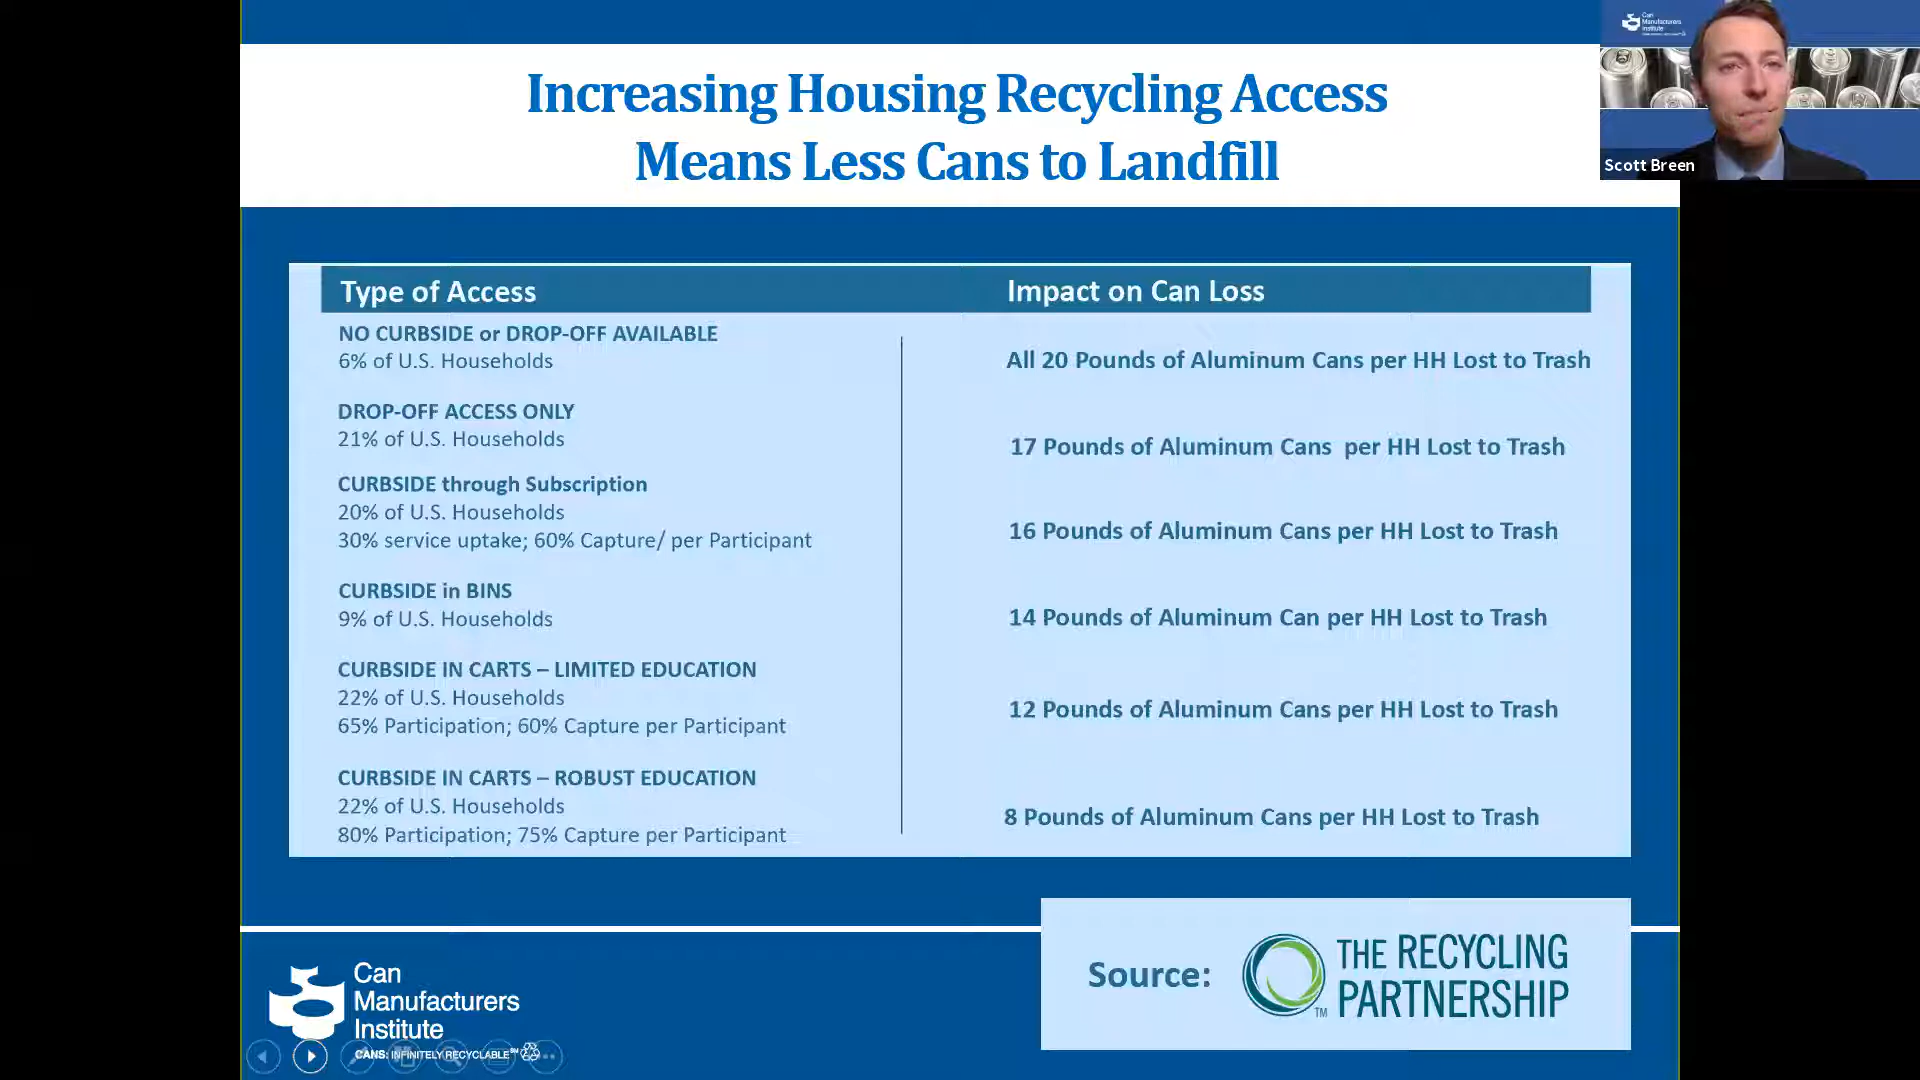 Increasing Housing Recycling Access
Means Less Cans to Landfill
Can
Manufacturers
Institute
Scott Breen
Type of Access
Impact on Can Loss
NO CURBSIDE or DROP-OFF AVAILABLE
6% of U.S. Households
All 20 Pounds of Aluminum Cans per HH Lost to Trash
DROP-OFF ACCESS ONLY
21% of U.S. Households
17 Pounds of Aluminum Cans per HH Lost to Trash
CURBSIDE through Subscription
20% of U.S. Households
30% service uptake; 60% Capture/ per Participant
16 Pounds of Aluminum Cans per HH Lost to Trash
CURBSIDE in BINS
9% of U.S. Households
14 Pounds of Aluminum Can per HH Lost to Trash
CURBSIDE IN CARTS – LIMITED EDUCATION
22% of U.S. Households
65% Participation; 60% Capture per Participant
12 Pounds of Aluminum Cans per HH Lost to Trash
CURBSIDE IN CARTS – ROBUST EDUCATION
22% of U.S. Households
80% Participation; 75% Capture per Participant
8 Pounds of Aluminum Cans per HH Lost to Trash
Can
Manufacturers
Institute
CANS: INFINITELY RECYCLABLE℠
Source:
THE RECYCLING
PARTNERSHIP
TM